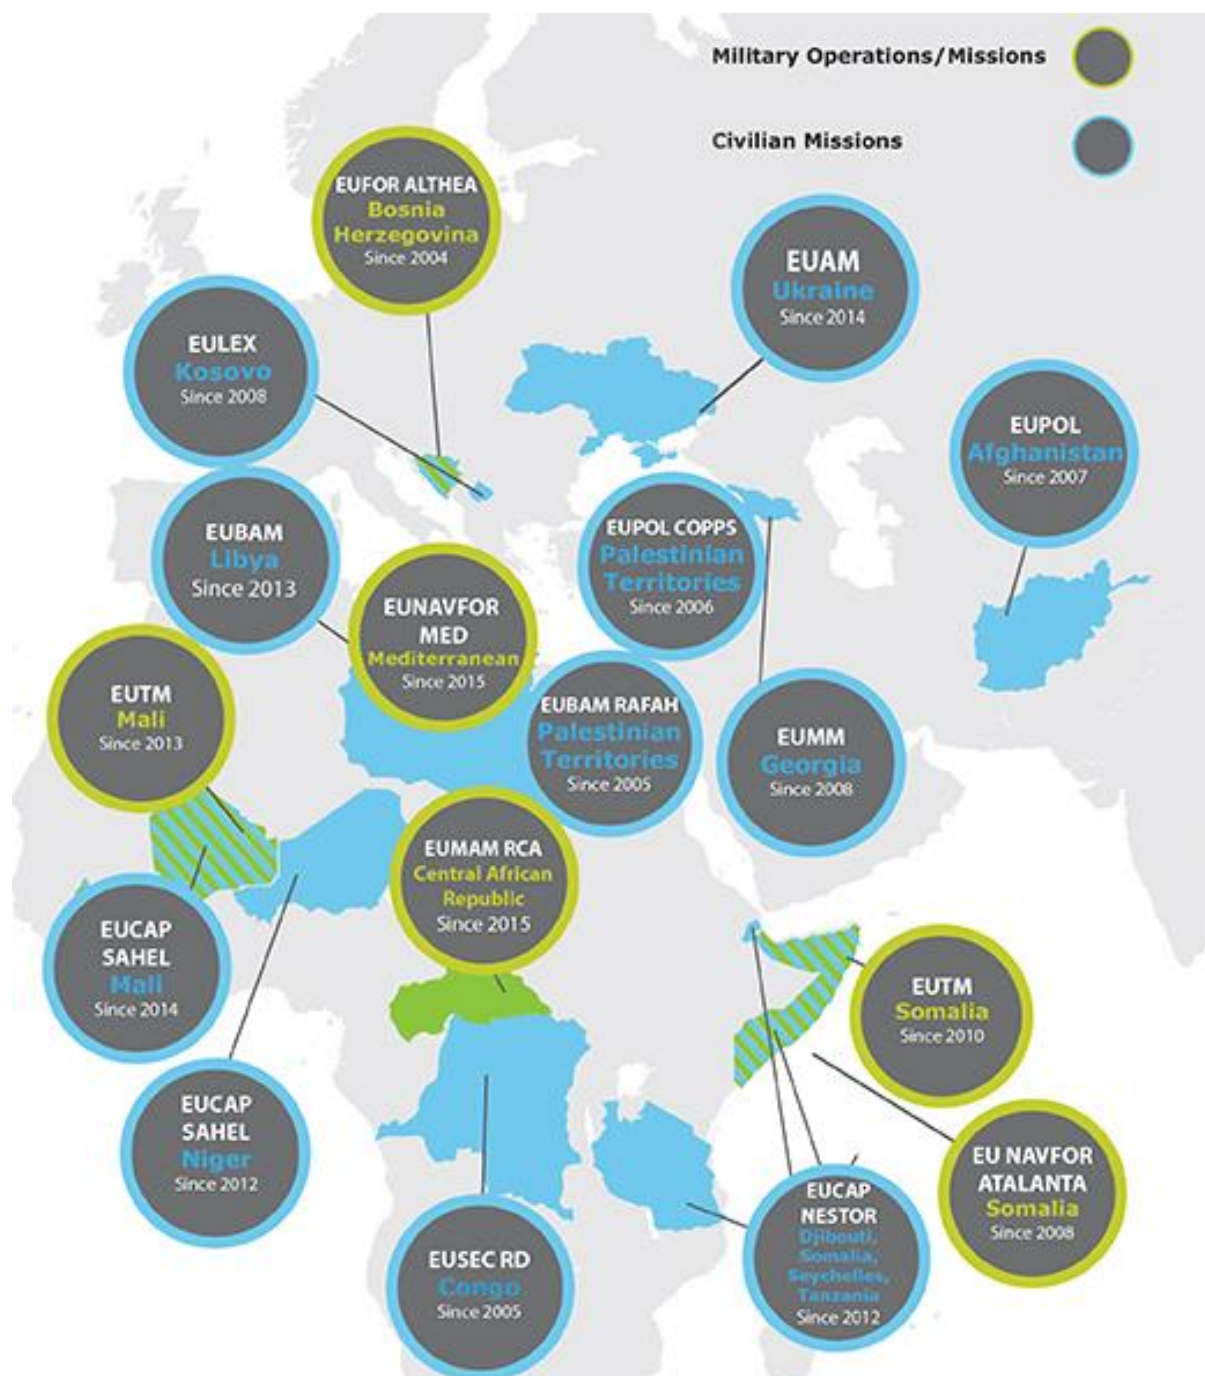 Military Operations/Missions
Civilian Missions
EUFOR ALTHEA
Bosnia
Herzegovina
Since 2004
EUAM
Ukraine
Since 2014
EULEX
Kosovo
Since 2008
EUPOL
Afghanistan
Since 2007
EUBAM
Libya
Since 2013
EUPOL COPPS
Palestinian
Territories
Since 2006
EUNAVFOR
MED
Mediterranean
Since 2015
EUTM
Mali
Since 2013
EUBAM RAFAH
Palestinian
Territories
Since 2005
EUMM
Georgia
Since 2008
EUMAM RCA
Central African
Republic
Since 2015
EUCAP
SAHEL
Mali
Since 2014
EUTM
Somalia
Since 2010
EUCAP
SAHEL
Niger
Since 2012
EU NAVFOR
ATALANTA
Somalia
Since 2008
EUCAP
NESTOR
Djibouti,
Somalia,
Seychelles,
Tanzania
Since 2012
EUSEC RD
Congo
Since 2005